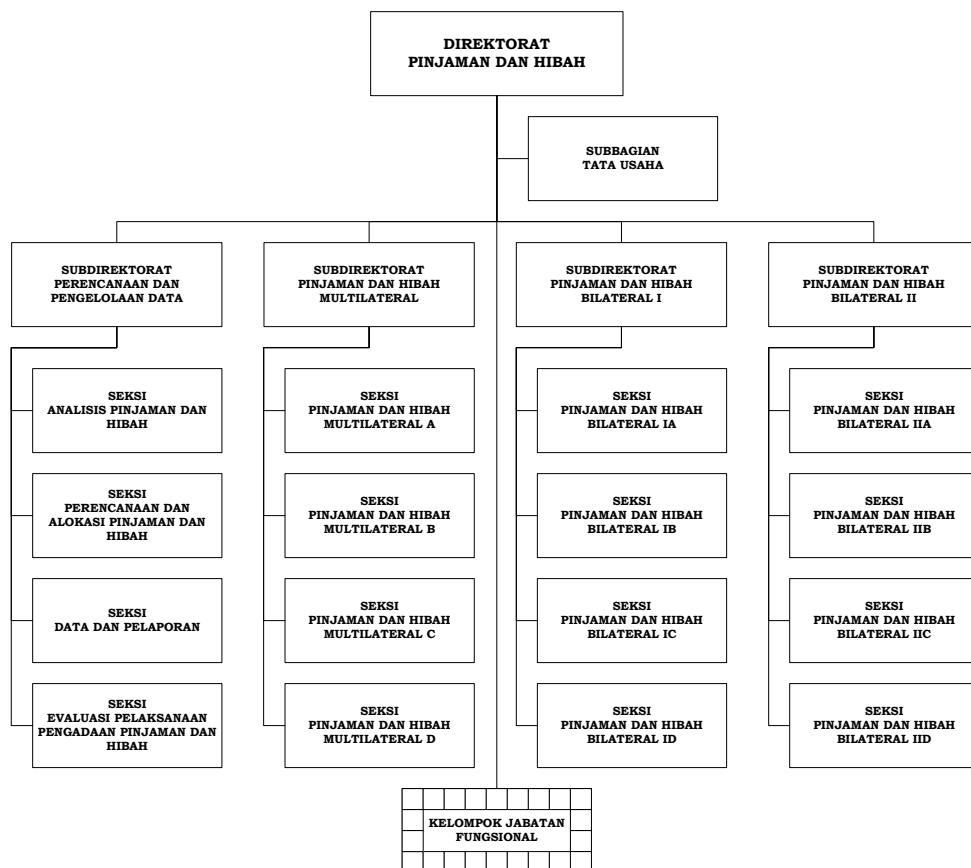 DIREKTORAT
PINJAMAN DAN HIBAH
SUBBAGIAN
TATA USAHA
SUBDIREKTORAT
PERENCANAAN DAN
PENGELOLAAN DATA
SUBDIREKTORAT
PINJAMAN DAN HIBAH
MULTILATERAL
SUBDIREKTORAT
PINJAMAN DAN HIBAH
BILATERAL I
SUBDIREKTORAT
PINJAMAN DAN HIBAH
BILATERAL II
SEKSI
ANALISIS PINJAMAN DAN
HIBAH
SEKSI
PINJAMAN DAN HIBAH
MULTILATERAL A
SEKSI
PINJAMAN DAN HIBAH
BILATERAL IA
SEKSI
PINJAMAN DAN HIBAH
BILATERAL IIA
SEKSI
PERENCANAAN DAN
ALOKASI PINJAMAN DAN
HIBAH
SEKSI
PINJAMAN DAN HIBAH
MULTILATERAL B
SEKSI
PINJAMAN DAN HIBAH
BILATERAL IB
SEKSI
PINJAMAN DAN HIBAH
BILATERAL IIB
SEKSI
DATA DAN PELAPORAN
SEKSI
PINJAMAN DAN HIBAH
MULTILATERAL C
SEKSI
PINJAMAN DAN HIBAH
BILATERAL IC
SEKSI
PINJAMAN DAN HIBAH
BILATERAL IIC
SEKSI
EVALUASI PELAKSANAAN
PENGADAAN PINJAMAN DAN
HIBAH
SEKSI
PINJAMAN DAN HIBAH
MULTILATERAL D
SEKSI
PINJAMAN DAN HIBAH
BILATERAL ID
SEKSI
PINJAMAN DAN HIBAH
BILATERAL IID
KELOMPOK JABATAN
FUNGSIONAL